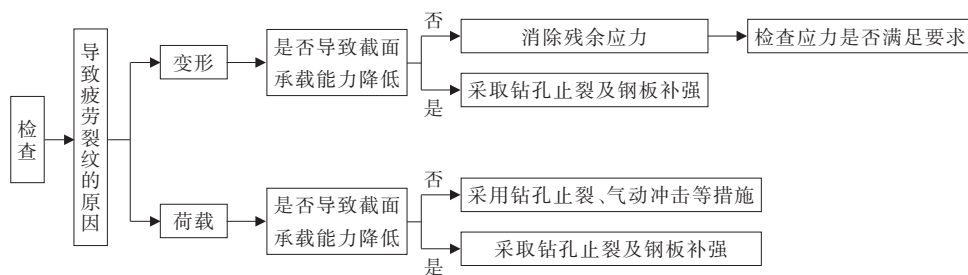 检查
导致疲劳裂纹的原因
变形
是否导致截面
承载能力降低
否
消除残余应力
检查应力是否满足要求
是
采取钻孔止裂及钢板补强
荷载
是否导致截面
承载能力降低
否
采用钻孔止裂、气动冲击等措施
是
采取钻孔止裂及钢板补强